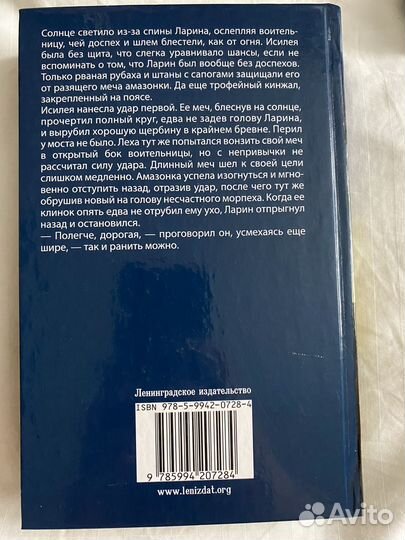 Солнце светило из-за спины Ларина, ослепляя воитель-
ницу, чей доспех и шлем блестели, как от огня. Исилея
была без щита, что слегка уравнивало шансы, если не
вспоминать о том, что Ларин был вообще без доспехов.
Только рваная рубаха и штаны с сапогами защищали его
от разящего меча амазонки. Да еще трофейный кинжал,
закрепленный на поясе.
Исилея нанесла удар первой. Ее меч, блеснув на солнце,
прочертил полный круг, едва не задев голову Ларина,
и вырубил хорошую щербину в крайнем бревне. Перил
у моста не было. Леха тут же попытался вонзить свой меч
в открытый бок воительницы, но с непривычки не
рассчитал силу удара. Длинный меч шел к своей цели
слишком медленно. Амазонка успела изогнуться и мгно-
венно отступить назад, отразив удар, после чего тут же
обрушив новый на голову несчастного морпеха. Когда ее
клинок опять едва не отрубил ему ухо, Ларин отпрыгнул
назад и остановился.
— Полегче, дорогая, — проговорил он, усмехаясь еще
шире, — так и ранить можно.
Ленинградское издательство
ISBN 978-5-9942-0728-4
9 785994 207284
www.lenizdat.org
Avito